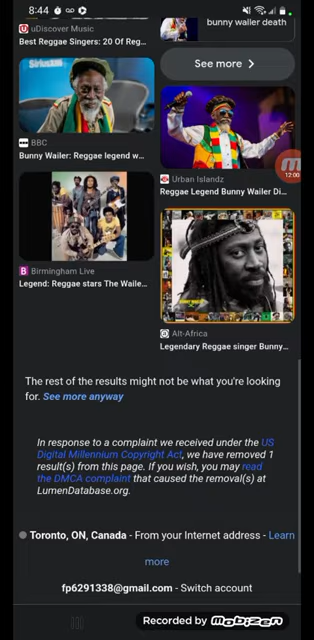 8:44
bunny wailer death
uDiscover Music
Best Reggae Singers: 20 Of Reg...
See more
SiriusXM
BBC
Bunny Wailer: Reggae legend w...
12:00
Urban Islandz
Reggae Legend Bunny Wailer Di...
B Birmingham Live
Legend: Reggae stars The Waile...
Alt-Africa
Legendary Reggae singer Bunny...
The rest of the results might not be what you're looking
for. See more anyway
In response to a complaint we received under the US
Digital Millennium Copyright Act, we have removed 1
result(s) from this page. If you wish, you may read
the DMCA complaint that caused the removal(s) at
LumenDatabase.org.
Toronto, ON, Canada - From your Internet address - Learn
more
fp6291338@gmail.com - Switch account
Recorded by mobizen